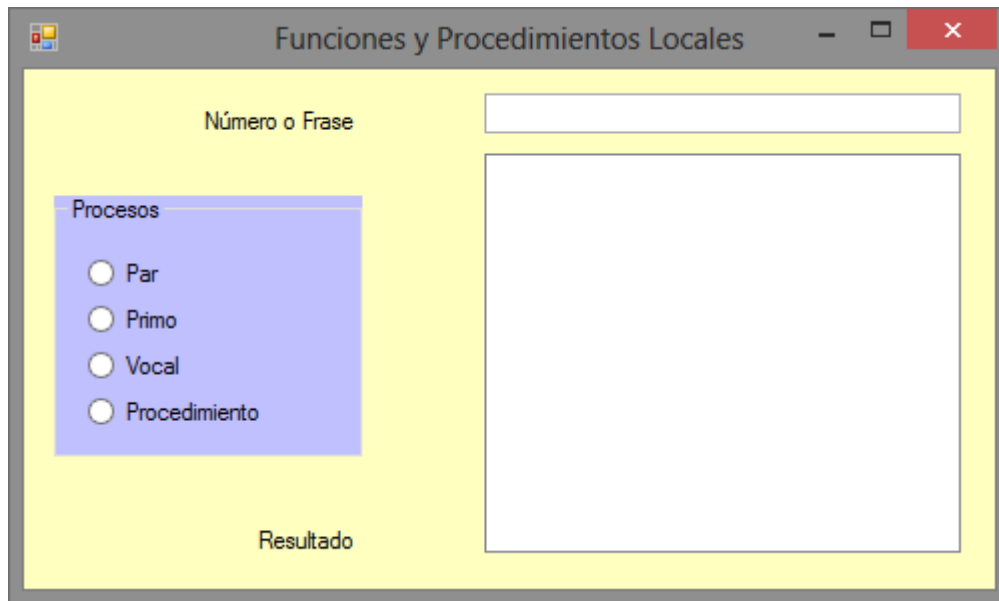 Funciones y Procedimientos Locales
Número o Frase
Procesos
Par
Primo
Vocal
Procedimiento
Resultado